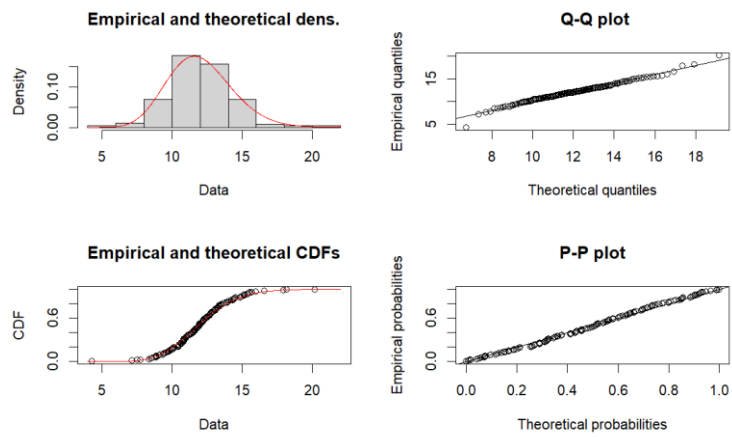 Empirical and theoretical dens.
Density
0.00 0.10
5 10 15 20
Data
Q-Q plot
Empirical quantiles
5 15
8 10 12 14 16 18
Theoretical quantiles
Empirical and theoretical CDFs
CDF
0.0 0.6
5 10 15 20
Data
P-P plot
Empirical probabilities
0.0 0.6
0.0 0.2 0.4 0.6 0.8 1.0
Theoretical probabilities